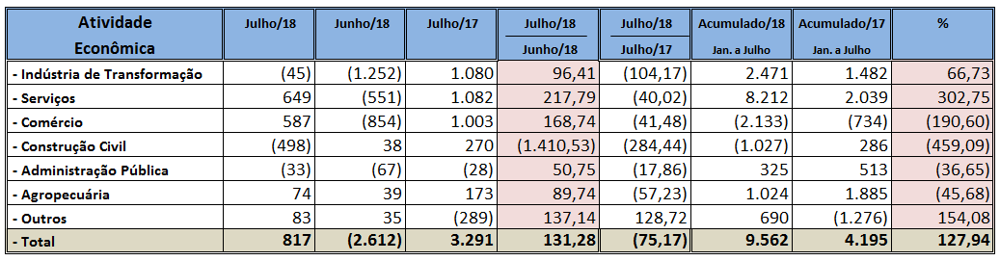 Atividade Econômica Julho/18 Junho/18 Julho/17 Julho/18 Junho/18 Julho/18 Julho/17 Acumulado/18 Jan. a Julho Acumulado/17 Jan. a Julho %
- Indústria de Transformação (45) (1.252) 1.080 96,41 (104,17) 2.471 1.482 66,73
- Serviços 649 (551) 1.082 217,79 (40,02) 8.212 2.039 302,75
- Comércio 587 (854) 1.003 168,74 (41,48) (2.133) (734) (190,60)
- Construção Civil (498) 38 270 (1.410,53) (284,44) (1.027) 286 (459,09)
- Administração Pública (33) (67) (28) 50,75 (17,86) 325 513 (36,65)
- Agropecuária 74 39 173 89,74 (57,23) 1.024 1.885 (45,68)
- Outros 83 35 (289) 137,14 128,72 690 (1.276) 154,08
- Total 817 (2.612) 3.291 131,28 (75,17) 9.562 4.195 127,94